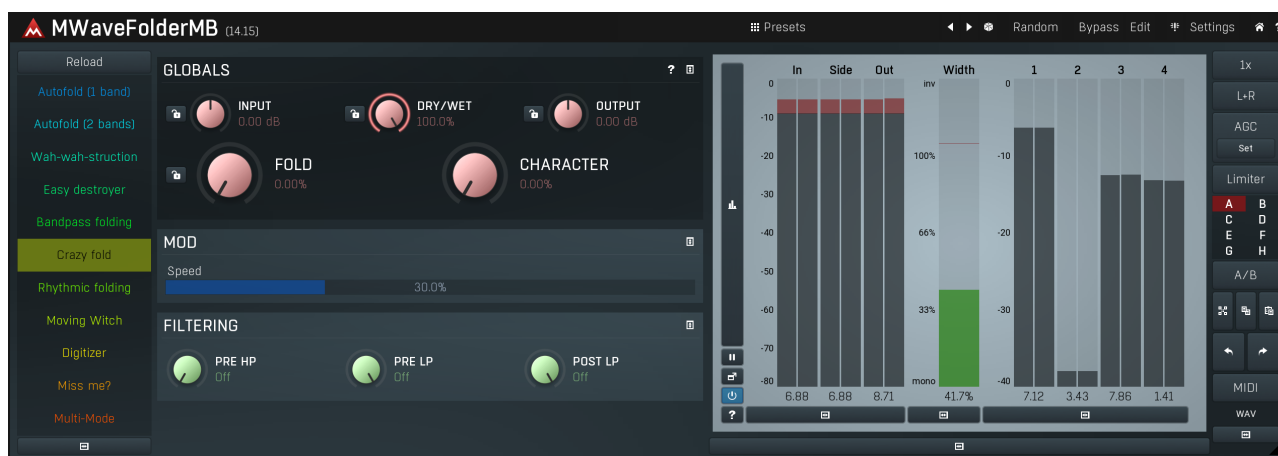 MWaveFolderMB (14.15)
Presets
Random
Bypass
Edit
Settings
?
Reload
Autofold (1 band)
Autofold (2 bands)
Wah-wah-struction
Easy destroyer
Bandpass folding
Crazy fold
Rhythmic folding
Moving Witch
Digitizer
Miss me?
Multi-Mode
GLOBALS
?
INPUT
0.00 dB
DRY/WET
100.0%
OUTPUT
0.00 dB
FOLD
0.00%
CHARACTER
0.00%
MOD
Speed
30.0%
FILTERING
PRE HP
Off
PRE LP
Off
POST LP
Off
?
In Side Out
0
-10
-20
-30
-40
-50
-60
-70
-80
6.88 6.88 8.71
Width
inv
100%
66%
33%
mono
41.7%
1 2 3 4
0
-10
-20
-30
-40
7.12 3.43 7.86 1.41
1x
L+R
AGC
Set
Limiter
A B
C D
E F
G H
A/B
MIDI
WAV